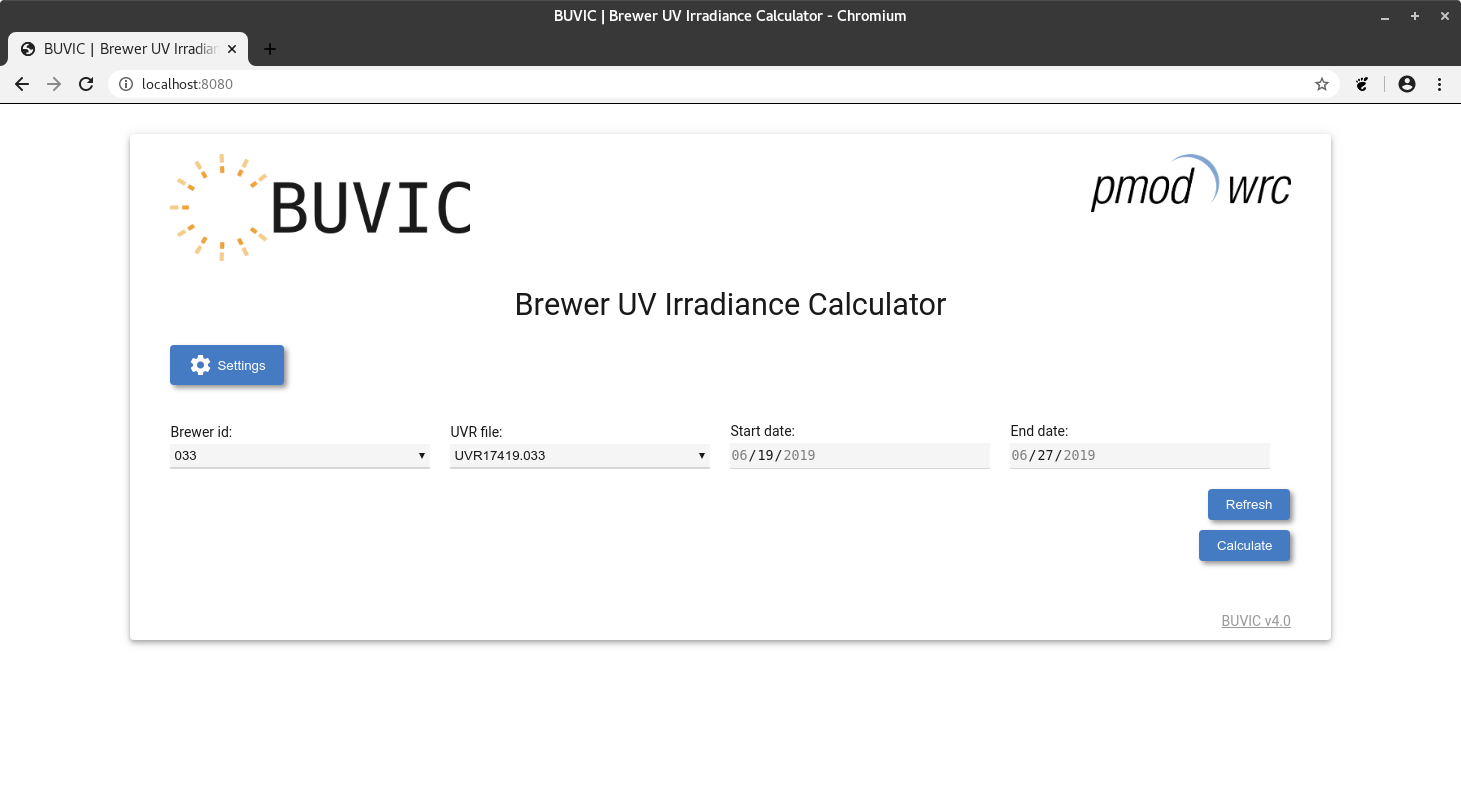 BUVIC | Brewer UV Irradiance Calculator - Chromium
BUVIC | Brewer UV Irradian
localhost:8080
BUVIC
pmod wrc
Brewer UV Irradiance Calculator
Settings
Brewer id: UVR file: Start date: End date:
033 UVR17419.033 06/19/2019 06/27/2019
Refresh
Calculate
BUVIC v4.0